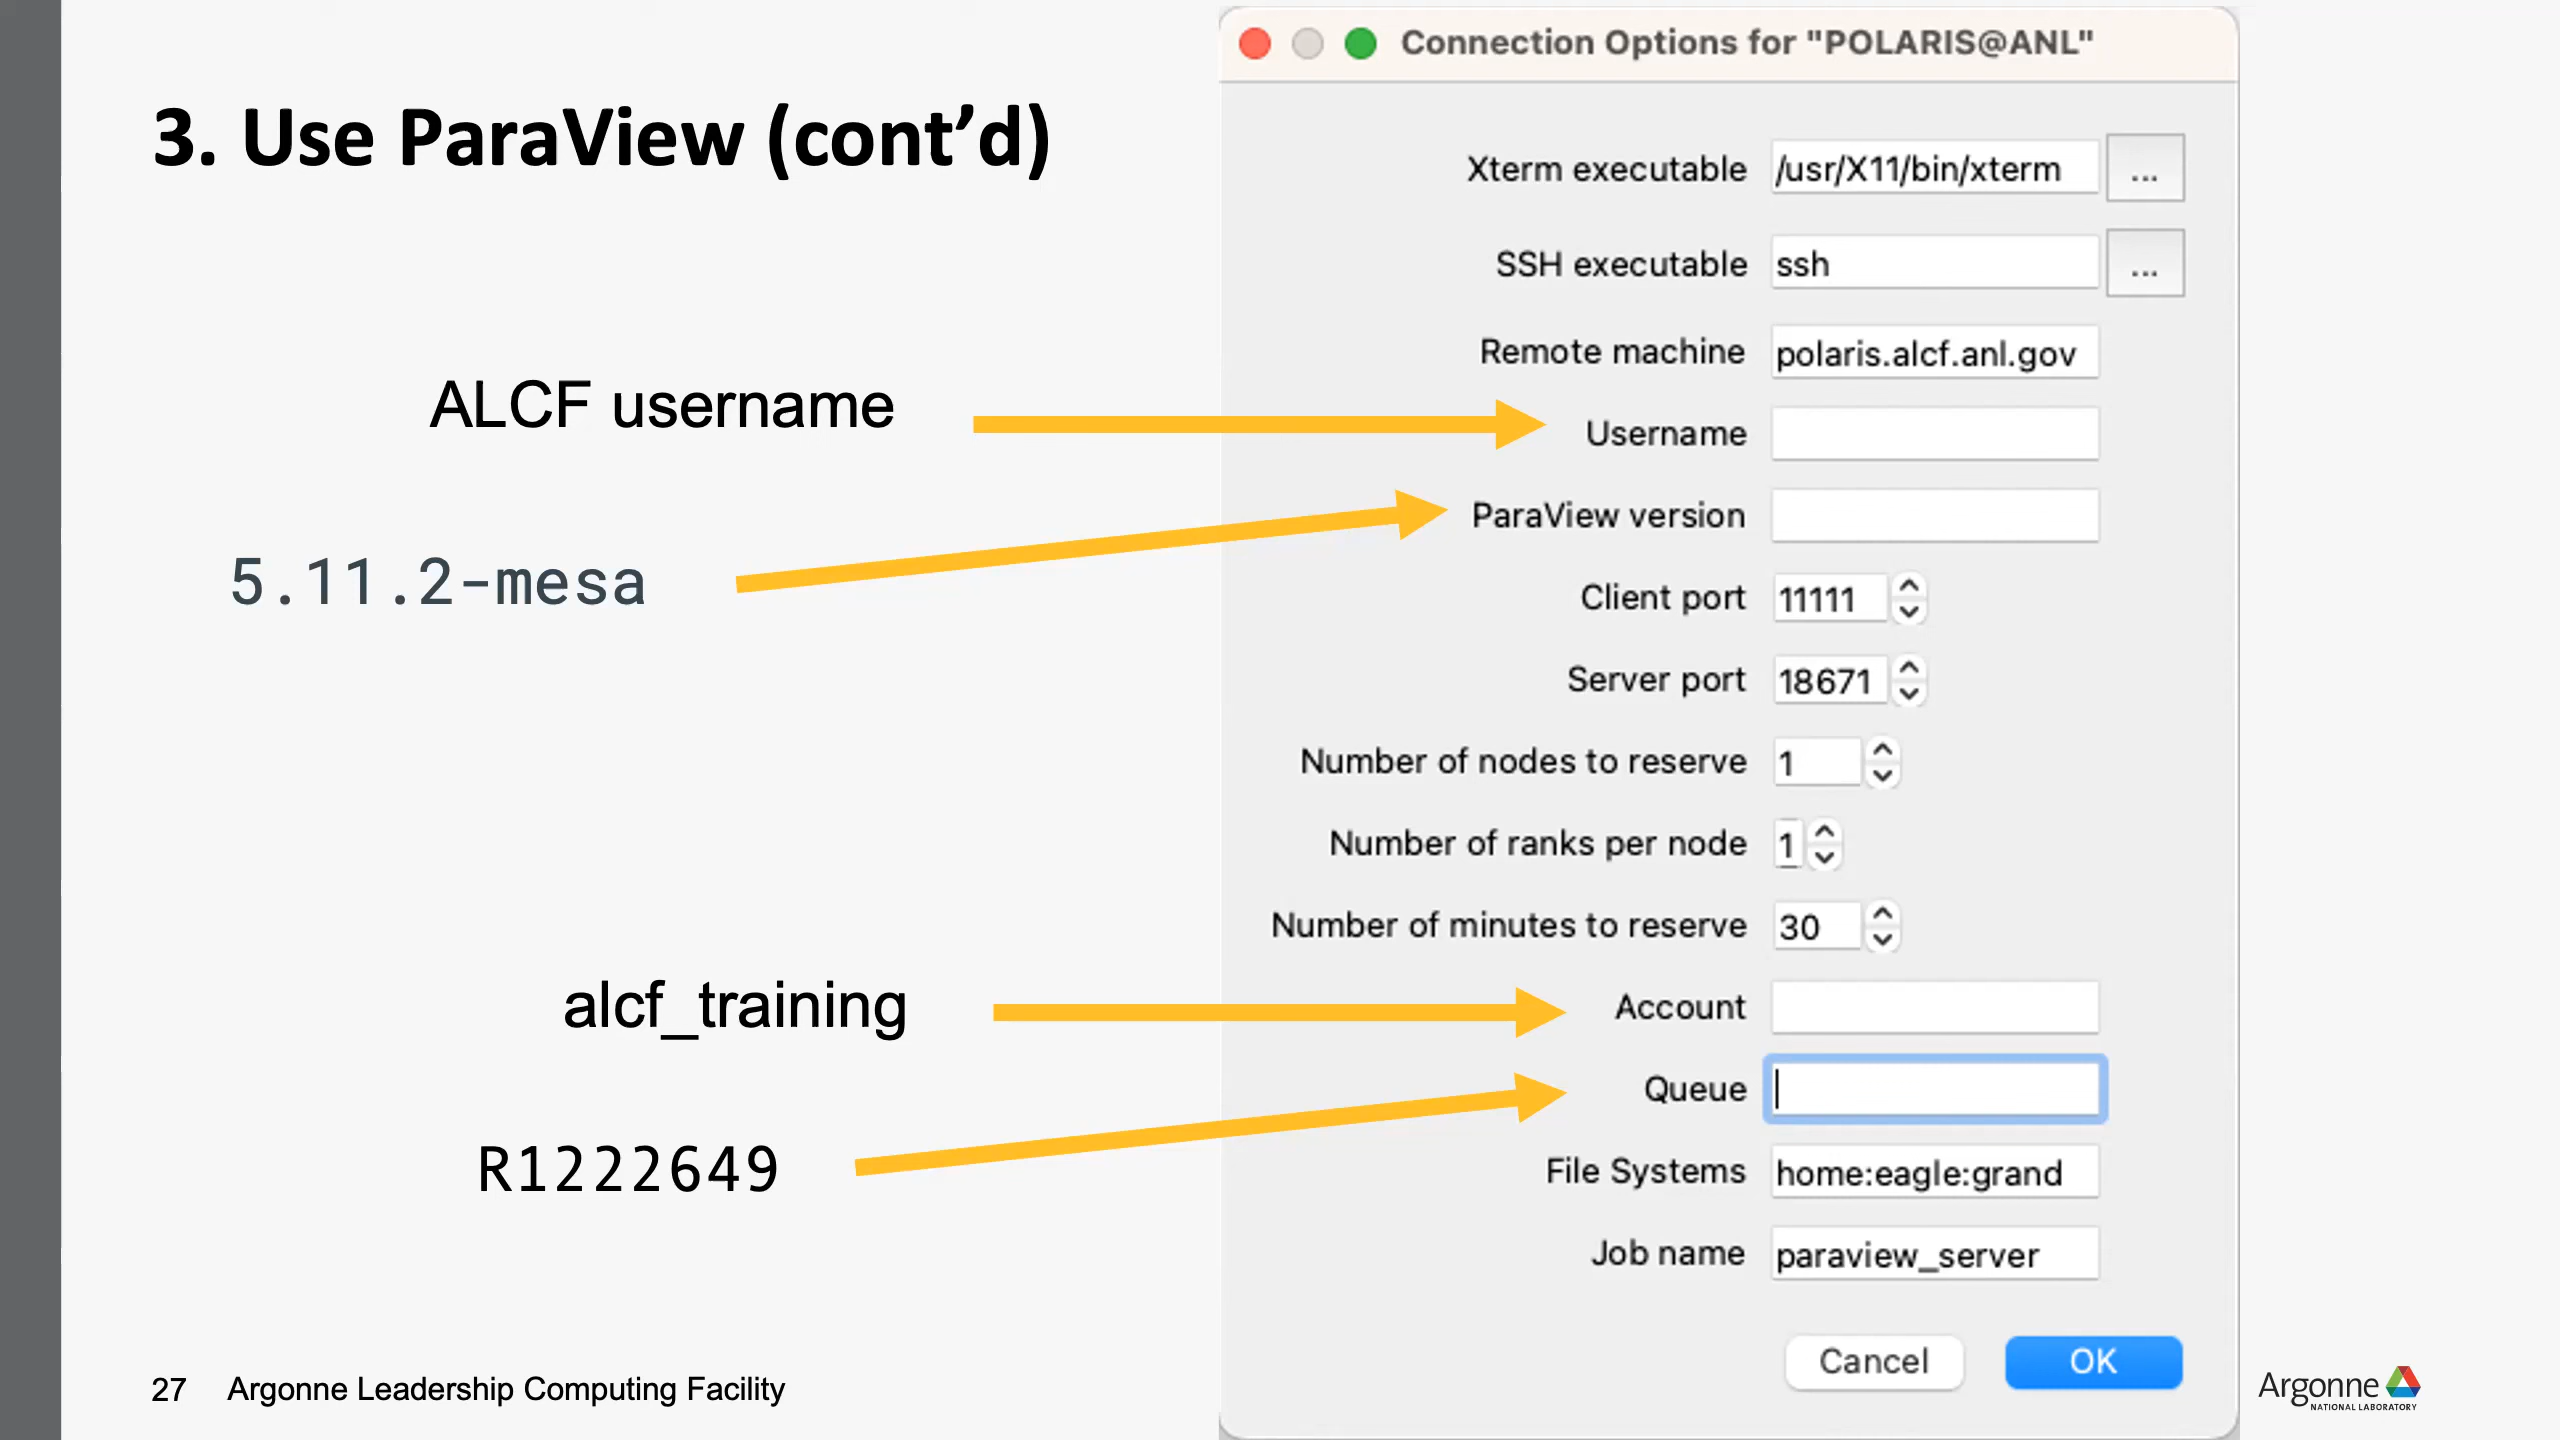 3. Use ParaView (cont’d)
ALCF username
5.11.2-mesa
alcf_training
R1222649
Connection Options for "POLARIS@ANL"
Xterm executable /usr/X11/bin/xterm ...
SSH executable ssh ...
Remote machine polaris.alcf.anl.gov
Username
ParaView version
Client port 11111
Server port 18671
Number of nodes to reserve 1
Number of ranks per node 1
Number of minutes to reserve 30
Account
Queue
File Systems home:eagle:grand
Job name paraview_server
Cancel OK
27 Argonne Leadership Computing Facility
Argonne
NATIONAL LABORATORY